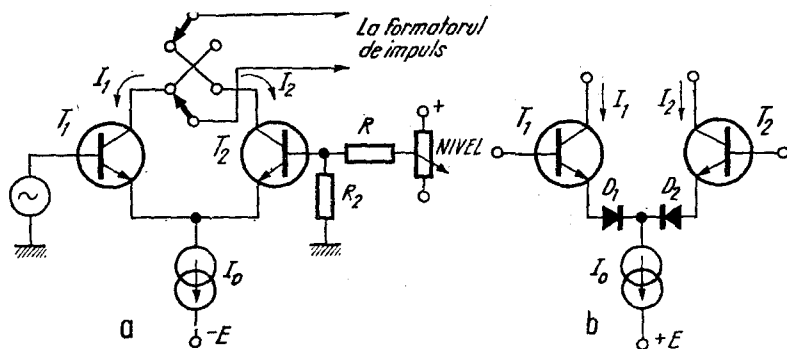 La formatorul
de impuls
I₁
I₂
T₁
T₂
R
R₂
+
NIVEL
I₀
-E
a
I₁
I₂
T₁
T₂
D₁
D₂
I₀
+E
b